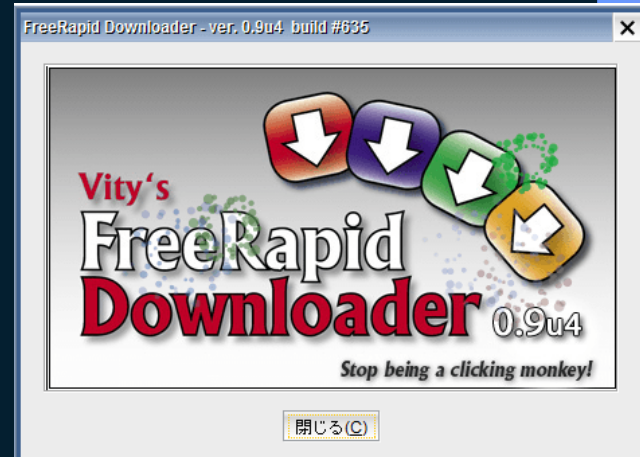 FreeRapid Downloader - ver. 0.9u4 build #635
Vity's
FreeRapid
Downloader 0.9u4
Stop being a clicking monkey!
閉じる(C)